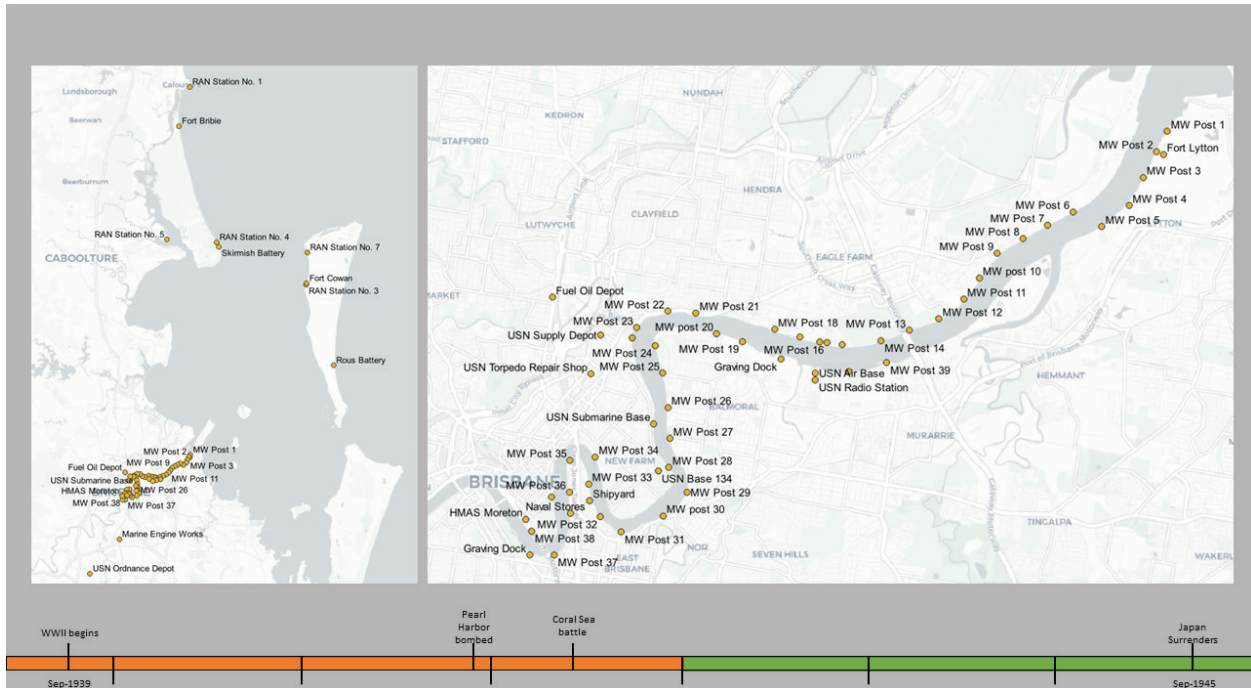 RAN Station No. 1
Caloundra
Landsborough
Fort Bribie
Beerwah
Beerburrum
RAN Station No. 5
RAN Station No. 4
Skirmish Battery
RAN Station No. 7
CABOOLTURE
Fort Cowan
RAN Station No. 3
Rous Battery
MW Post 2
MW Post 1
Fuel Oil Depot
MW Post 9
MW Post 3
USN Submarine Base
MW Post 11
HMAS Moreton
MW Post 26
MW Post 38
MW Post 37
Marine Engine Works
USN Ordnance Depot
NUNDAH
KEDRON
STAFFORD
Airport Drive
MW Post 1
MW Post 2
Fort Lytton
MW Post 3
HENDRA
LUTWYCHE
CLAYFIELD
MW Post 4
MW Post 6
MW Post 7
MW Post 5
MW Post 8
MW Post 9
EAGLE FARM
MW post 10
Fuel Oil Depot
MARKET
MW Post 22
MW Post 21
MW Post 11
MW Post 12
MW Post 23
MW post 20
MW Post 18
MW Post 13
USN Supply Depot
MW Post 24
MW Post 19
MW Post 16
MW Post 14
USN Torpedo Repair Shop
MW Post 25
Graving Dock
MW Post 39
USN Air Base
USN Radio Station
HEMMANT
MW Post 26
BALMORAL
USN Submarine Base
MW Post 27
MURARRIE
MW Post 35
MW Post 34
NEW FARM
MW Post 28
BRISBANE
MW Post 33
USN Base 134
MW Post 36
Shipyard
MW Post 29
HMAS Moreton
Naval Stores
MW post 30
MW Post 32
MW Post 38
MW Post 31
TINGALPA
Graving Dock
MW Post 37
EAST
BRISBANE
NOR
SEVEN HILLS
WAKERL
WWII begins
Pearl
Harbor
bombed
Coral Sea
battle
Japan
Surrenders
Sep-1939
Sep-1945